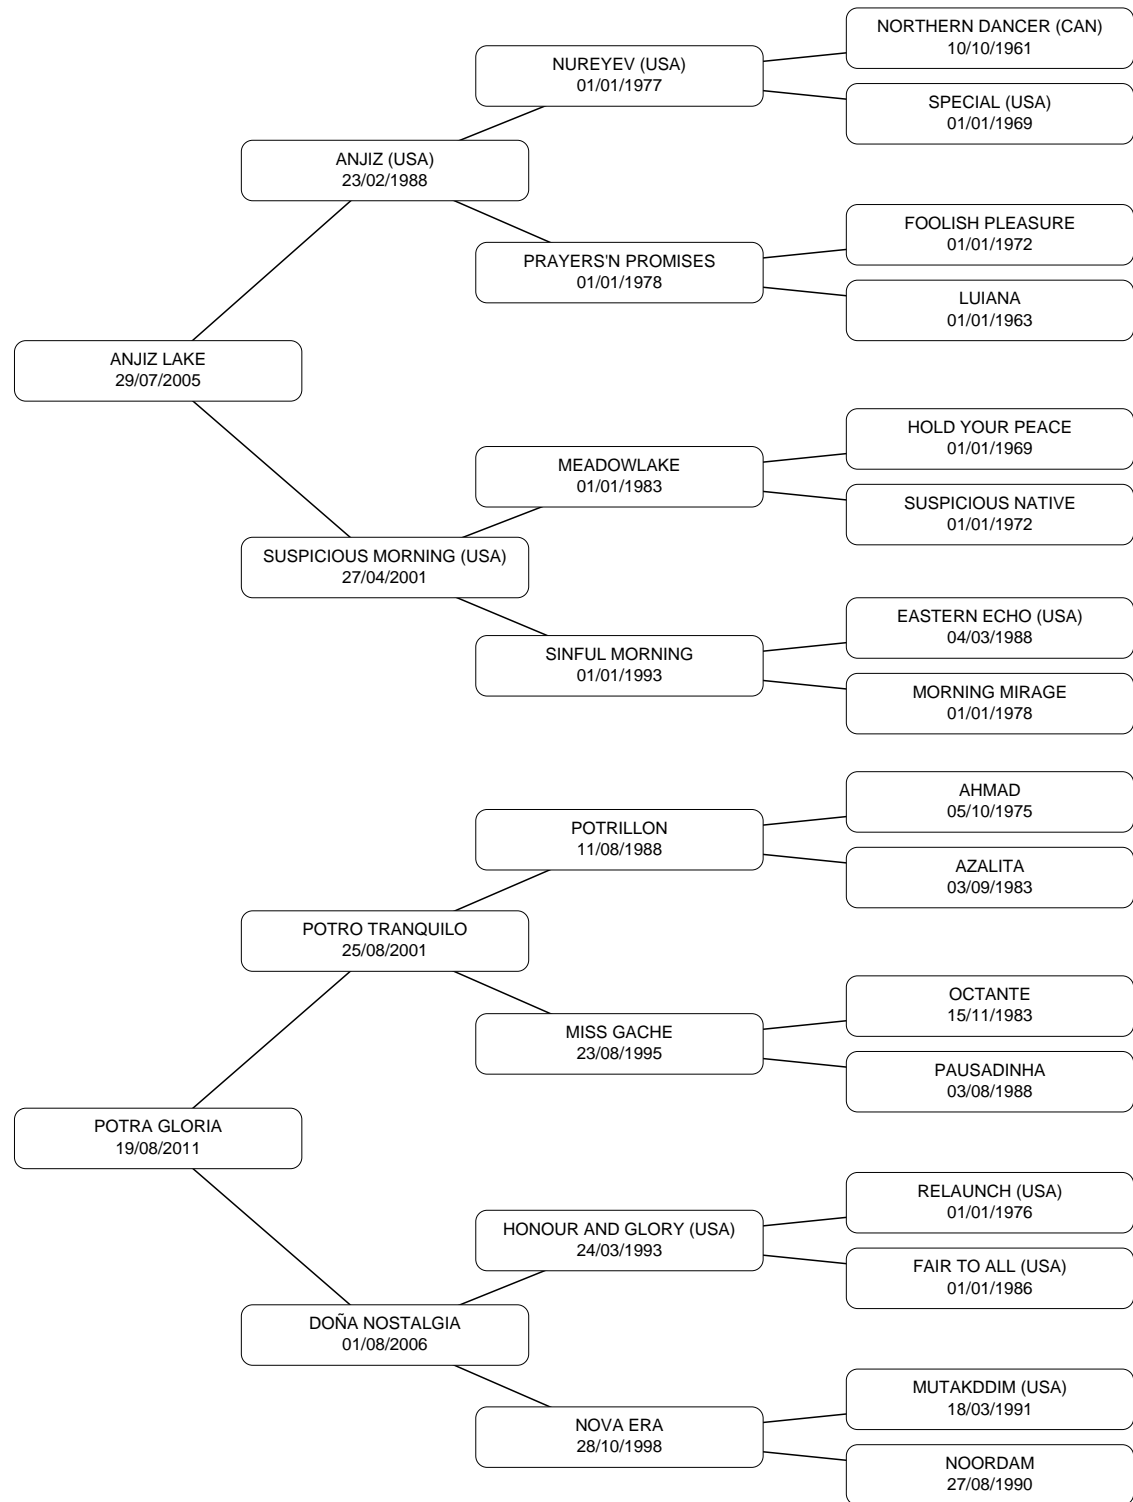 NORTHERN DANCER (CAN)
10/10/1961
NUREYEV (USA)
01/01/1977
SPECIAL (USA)
01/01/1969
ANJIZ (USA)
23/02/1988
FOOLISH PLEASURE
01/01/1972
PRAYERS'N PROMISES
01/01/1978
LUIANA
01/01/1963
ANJIZ LAKE
29/07/2005
HOLD YOUR PEACE
01/01/1969
MEADOWLAKE
01/01/1983
SUSPICIOUS NATIVE
01/01/1972
SUSPICIOUS MORNING (USA)
27/04/2001
EASTERN ECHO (USA)
04/03/1988
SINFUL MORNING
01/01/1993
MORNING MIRAGE
01/01/1978
AHMAD
05/10/1975
POTRILLON
11/08/1988
AZALITA
03/09/1983
POTRO TRANQUILO
25/08/2001
OCTANTE
15/11/1983
MISS GACHE
23/08/1995
PAUSADINHA
03/08/1988
POTRA GLORIA
19/08/2011
RELAUNCH (USA)
01/01/1976
HONOUR AND GLORY (USA)
24/03/1993
FAIR TO ALL (USA)
01/01/1986
DOÑA NOSTALGIA
01/08/2006
MUTAKDDIM (USA)
18/03/1991
NOVA ERA
28/10/1998
NOORDAM
27/08/1990